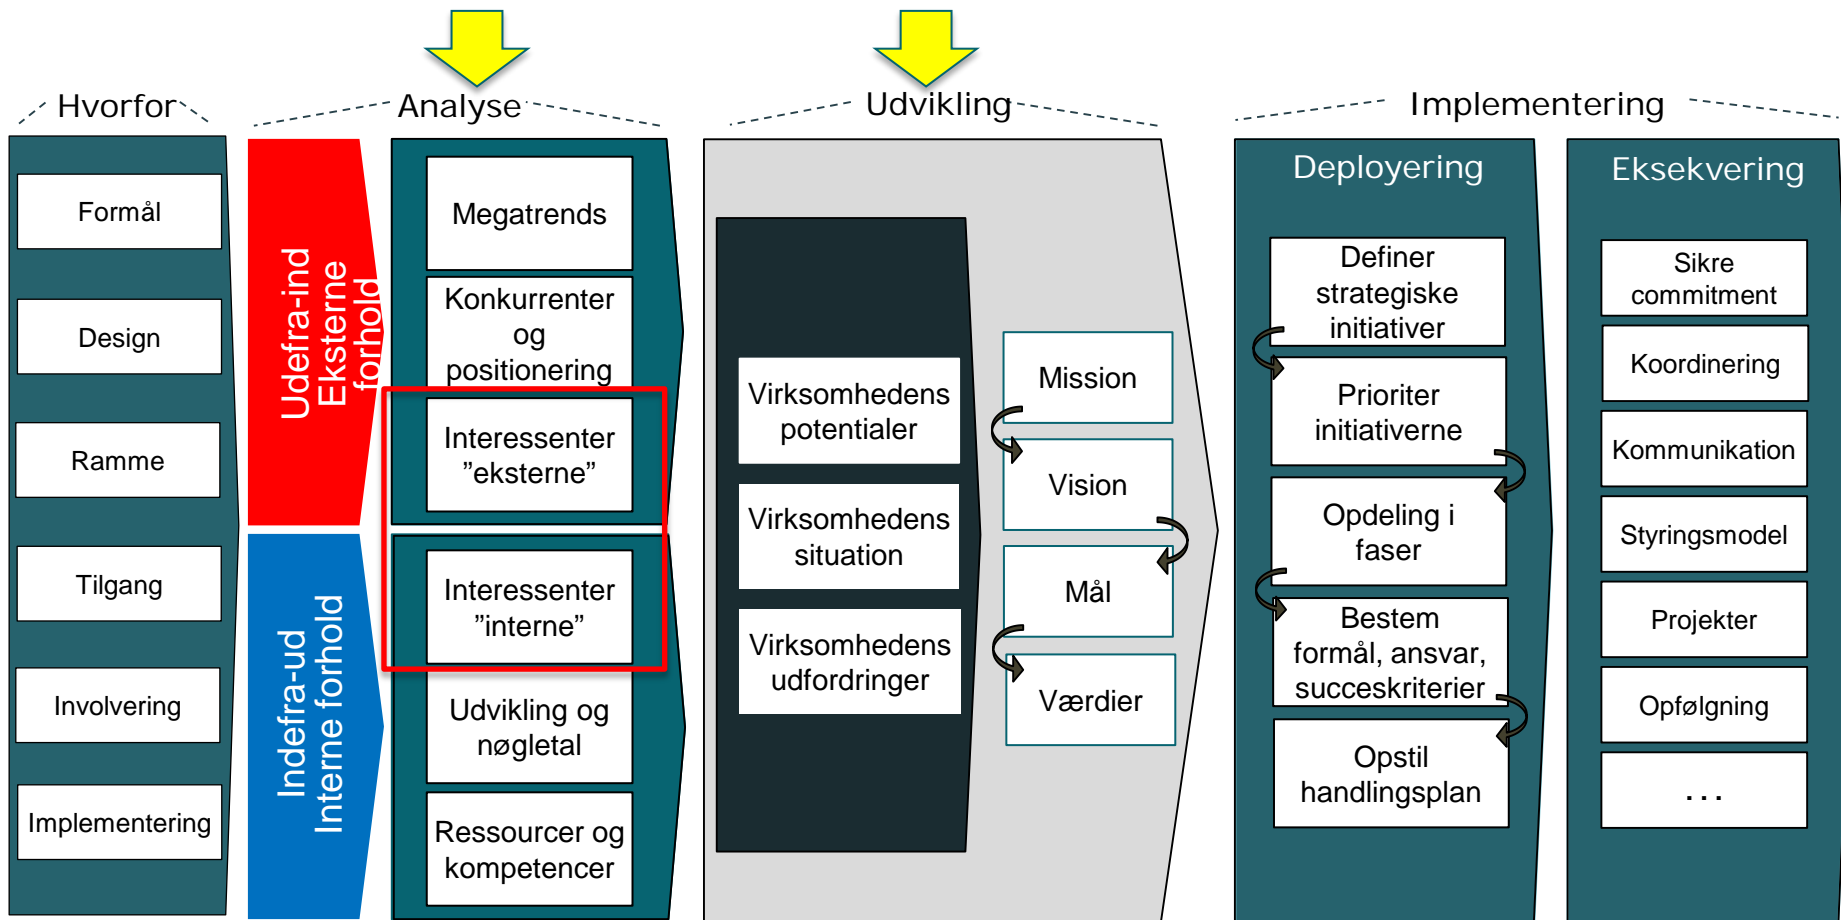 Hvorfor
Analyse
Udvikling
Implementering
Formål
Design
Ramme
Tilgang
Involvering
Implementering
Udefra-ind
Eksterne
forhold
Indefra-ud
Interne forhold
Megatrends
Konkurrenter
og
positionering
Interessenter
”eksterne”
Interessenter
”interne”
Udvikling og
nøgletal
Ressourcer og
kompetencer
Virksomhedens
potentialer
Virksomhedens
situation
Virksomhedens
udfordringer
Mission
Vision
Mål
Værdier
Deployering
Definer
strategiske
initiativer
Prioriter
initiativerne
Opdeling i
faser
Bestem
formål, ansvar,
succeskriterier
Opstil
handlingsplan
Eksekvering
Sikre
commitment
Koordinering
Kommunikation
Styringsmodel
Projekter
Opfølgning
...